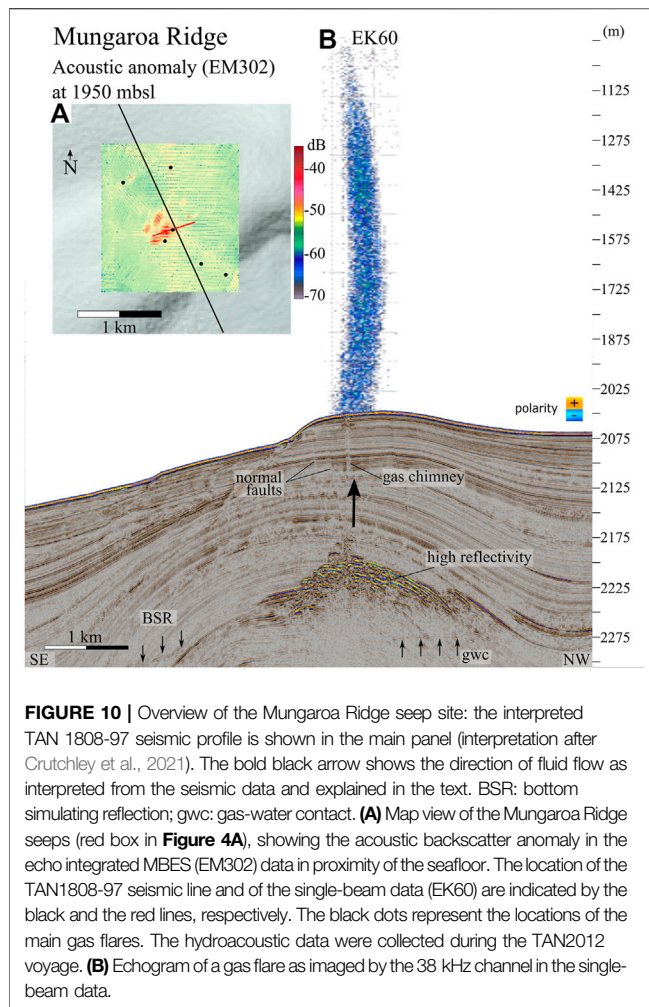 Mungaroa Ridge
Acoustic anomaly (EM302)
at 1950 mbsl
A
N
1 km
dB
-40
-50
-60
-70
B EK60
(m)
1125
1275
1425
1575
1725
1875
2025
polarity + -
2075
2125
2175
2225
2275
normal
faults
gas chimney
high reflectivity
BSR
gwc
1 km
SE
NW
FIGURE 10 | Overview of the Mungaroa Ridge seep site: the interpreted
TAN 1808-97 seismic profile is shown in the main panel (interpretation after
Crutchley et al., 2021). The bold black arrow shows the direction of fluid flow as
interpreted from the seismic data and explained in the text. BSR: bottom
simulating reflection; gwc: gas-water contact. (A) Map view of the Mungaroa Ridge
seeps (red box in Figure 4A), showing the acoustic backscatter anomaly in the
echo integrated MBES (EM302) data in proximity of the seafloor. The location of the
TAN1808-97 seismic line and of the single-beam data (EK60) are indicated by the
black and the red lines, respectively. The black dots represent the locations of the
main gas flares. The hydroacoustic data were collected during the TAN2012
voyage. (B) Echogram of a gas flare as imaged by the 38 kHz channel in the single-
beam data.